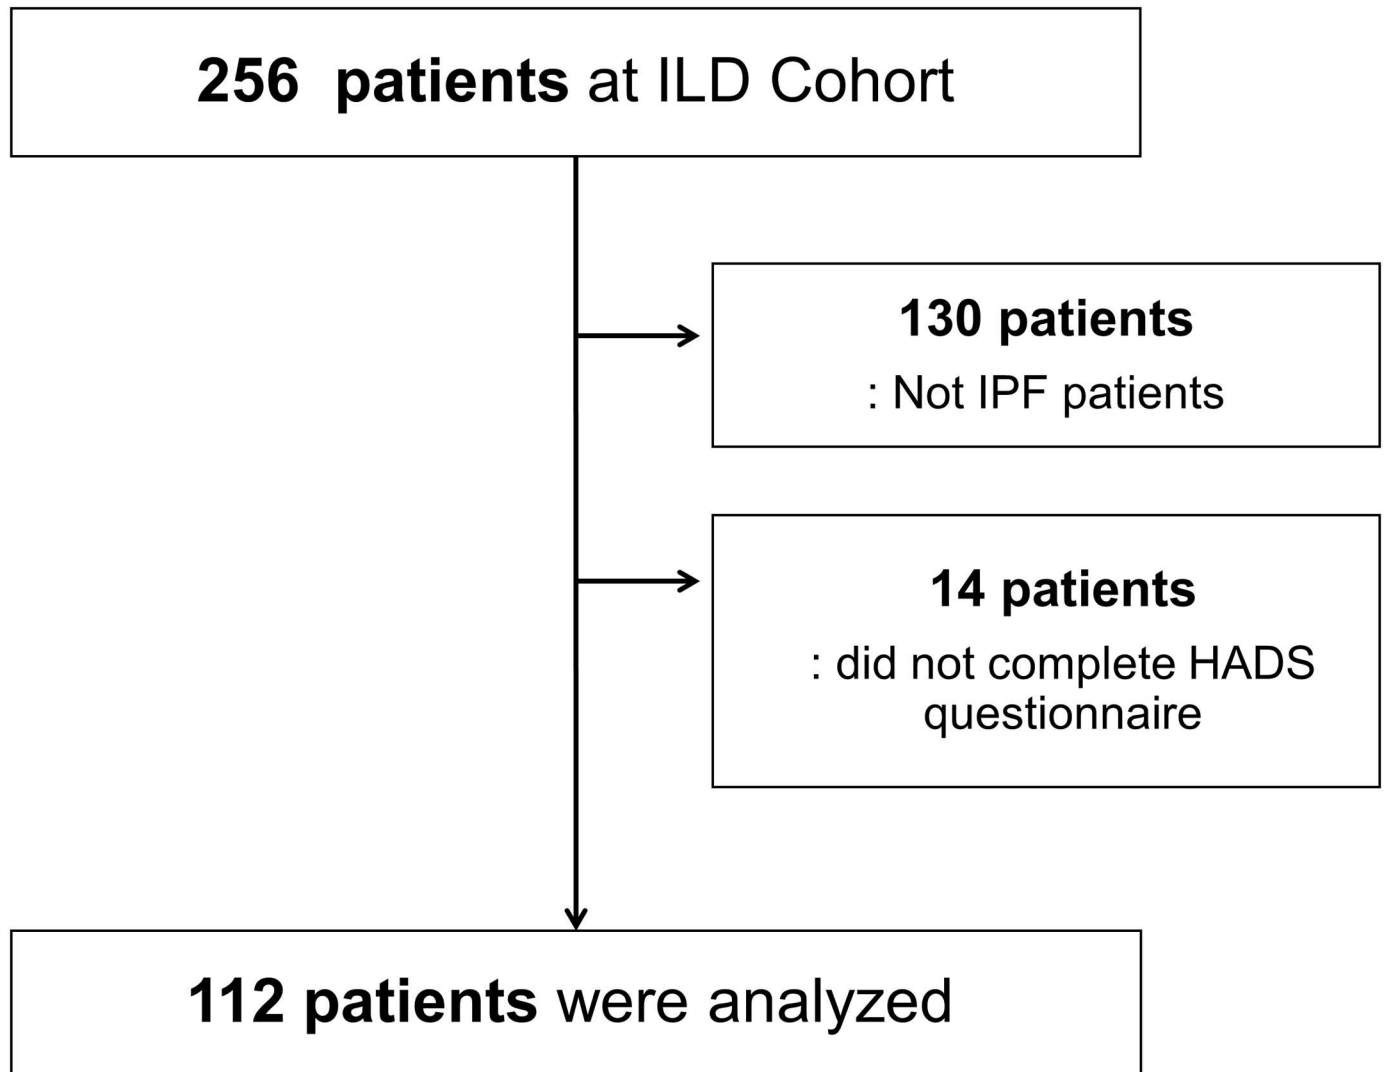 256 patients at ILD Cohort
130 patients
: Not IPF patients
14 patients
: did not complete HADS
questionnaire
112 patients were analyzed